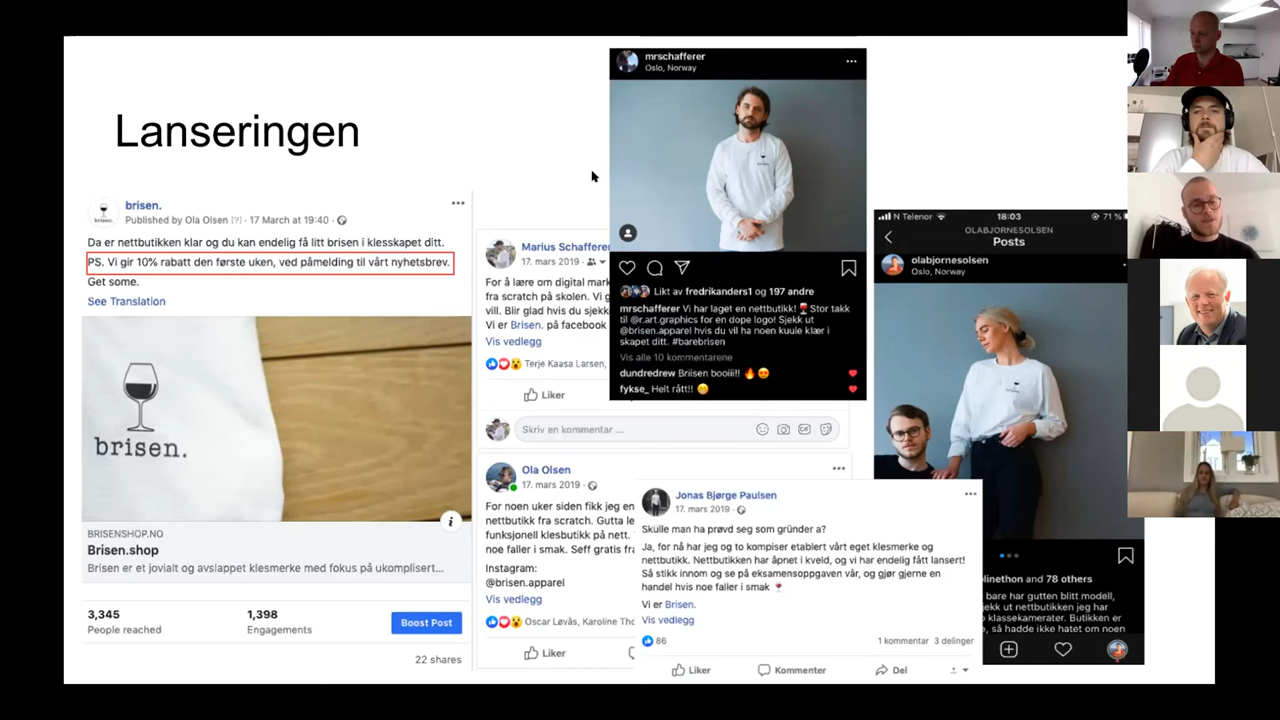 Lanseringen
brisen.
Published by Ola Olsen [?] · 17 March at 19:40 ·
Da er nettbutikken klar og du kan endelig få litt brisen i klesskapet ditt.
PS. Vi gir 10% rabatt den første uken, ved påmelding til vårt nyhetsbrev.
Get some.
See Translation
brisen.
BRISENSHOP.NO
Brisen.shop
Brisen er et jovialt og avslappet klesmerke med fokus på ukomplisert...
3,345
People reached
1,398
Engagements
Boost Post
22 shares
Marius Schafferer
17. mars 2019 ·
For å lære om digital mark
fra scratch på skolen. Vi g
vill. Blir glad hvis du sjekk
Vi er Brisen. på facebook
Vis vedlegg
Terje Kaasa Larsen,
Liker
Skriv en kommentar ...
Ola Olsen
17. mars 2019 ·
For noen uker siden fikk jeg en
nettbutikk fra scratch. Gutta le
funksjonell klesbutikk på nett.
noe faller i smak. Seff gratis fra
Instagram:
@brisen.apparel
Vis vedlegg
Oscar Løvås, Karoline Tho
Liker
mrschafferer
Oslo, Norway
Likt av fredrikanders1 og 197 andre
mrschafferer Vi har laget en nettbutikk! 🍷 Stor takk
til @r.art.graphics for en dope logo! Sjekk ut
@brisen.apparel hvis du vil ha noen kuule klær i
skapet ditt. #barebrisen
Vis alle 10 kommentarene
dundredrew Briisen booiii!! 🔥 😍
fykse_ Helt rått!! 😁
Jonas Bjørge Paulsen
17. mars 2019 ·
Skulle man ha prøvd seg som gründer a?
Ja, for nå har jeg og to kompiser etablert vårt eget klesmerke og
nettbutikk. Nettbutikken har åpnet i kveld, og vi har endelig fått lansert!
Så stikk innom og se på eksamensoppgaven vår, og gjør gjerne en
handel hvis noe faller i smak 🍷
Vi er Brisen.
Vis vedlegg
86
1 kommentar 3 delinger
Liker
Kommenter
Del
N Telenor
18:03
71 %
OLABJORNESOLSEN
Posts
olabjornesolsen
Oslo, Norway
linethon and 78 others
bare har gutten blitt modell,
jekk ut nettbutikken jeg har
klassekamerater. Butikken er
e, så hadde ikke hatet om noen